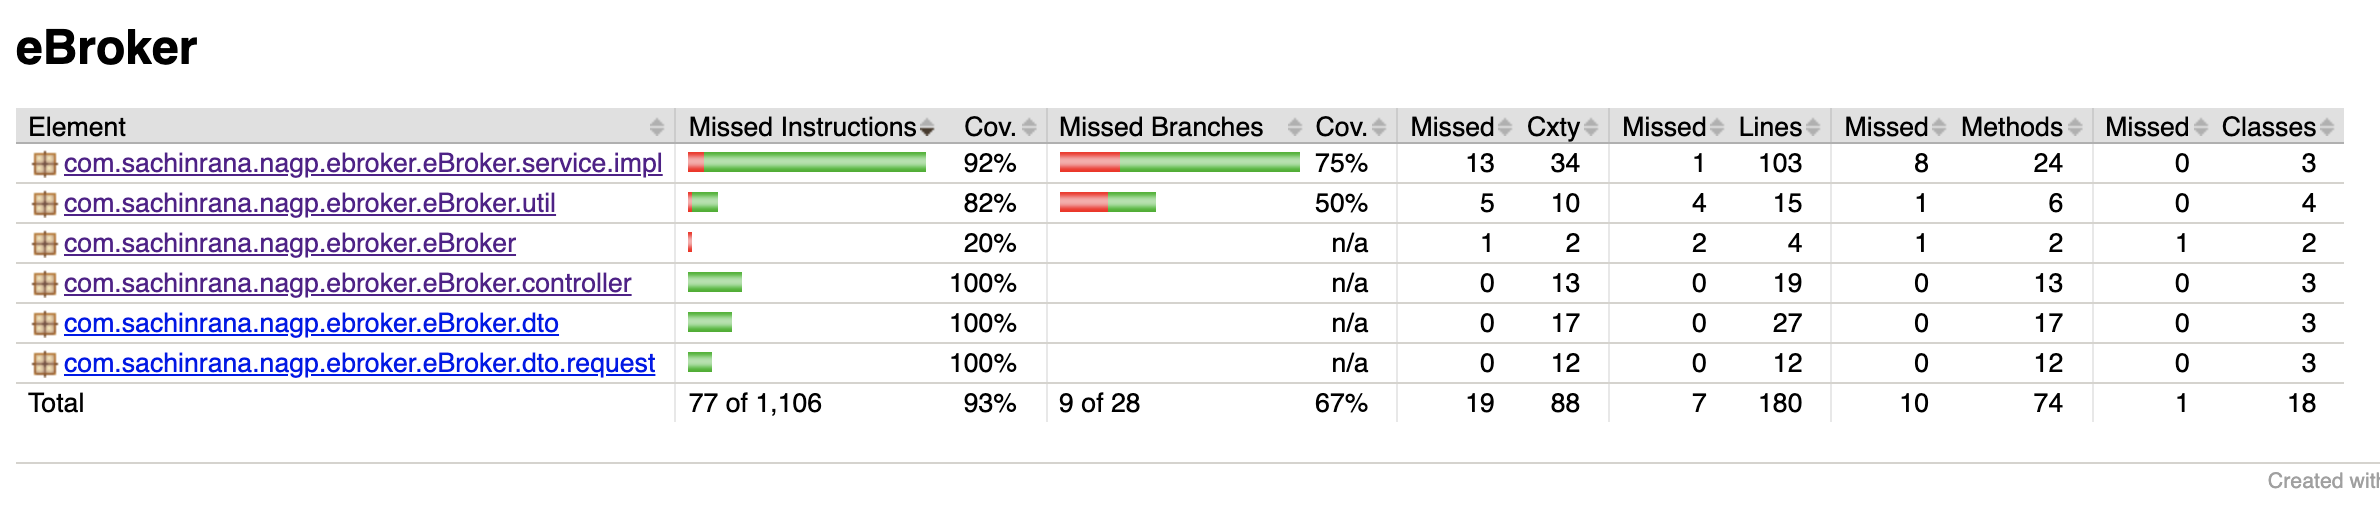 eBroker
Element Missed Instructions Cov. Missed Branches Cov. Missed Cxty Missed Lines Missed Methods Missed Classes
com.sachinrana.nagp.ebroker.eBroker.service.impl 92% 75% 13 34 1 103 8 24 0 3
com.sachinrana.nagp.ebroker.eBroker.util 82% 50% 5 10 4 15 1 6 0 4
com.sachinrana.nagp.ebroker.eBroker 20% n/a 1 2 2 4 1 2 1 2
com.sachinrana.nagp.ebroker.eBroker.controller 100% n/a 0 13 0 19 0 13 0 3
com.sachinrana.nagp.ebroker.eBroker.dto 100% n/a 0 17 0 27 0 17 0 3
com.sachinrana.nagp.ebroker.eBroker.dto.request 100% n/a 0 12 0 12 0 12 0 3
Total 77 of 1,106 93% 9 of 28 67% 19 88 7 180 10 74 1 18
Created with